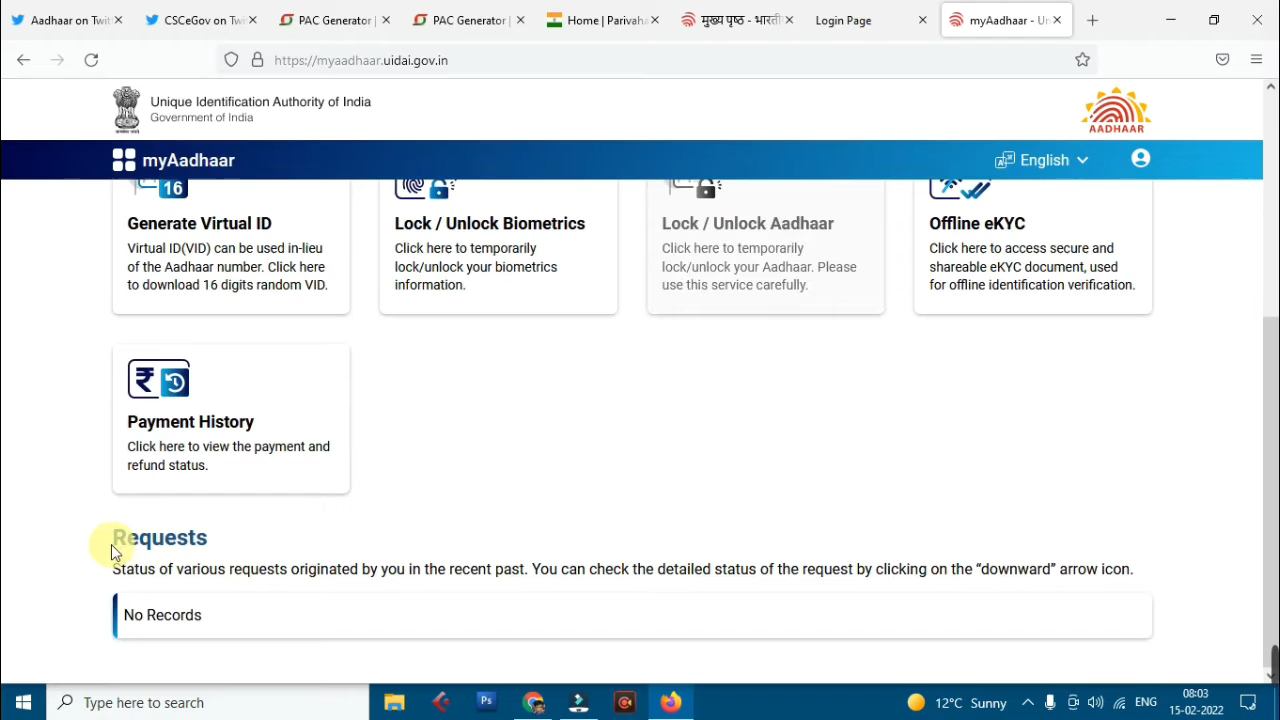 Aadhaar on Twit
CSCeGov on Twi
PAC Generator |
PAC Generator |
Home | Parivaha
मुख्य पृष्ठ - भारती
Login Page
myAadhaar - Un
https://myaadhaar.uidai.gov.in
Unique Identification Authority of India
Government of India
AADHAAR
myAadhaar
English
16
Generate Virtual ID
Virtual ID(VID) can be used in-lieu
of the Aadhaar number. Click here
to download 16 digits random VID.
Lock / Unlock Biometrics
Click here to temporarily
lock/unlock your biometrics
information.
Lock / Unlock Aadhaar
Click here to temporarily
lock/unlock your Aadhaar. Please
use this service carefully.
Offline eKYC
Click here to access secure and
shareable eKYC document, used
for offline identification verification.
₹
Payment History
Click here to view the payment and
refund status.
Requests
Status of various requests originated by you in the recent past. You can check the detailed status of the request by clicking on the “downward” arrow icon.
No Records
Type here to search
Ps
12°C Sunny
ENG
08:03
15-02-2022